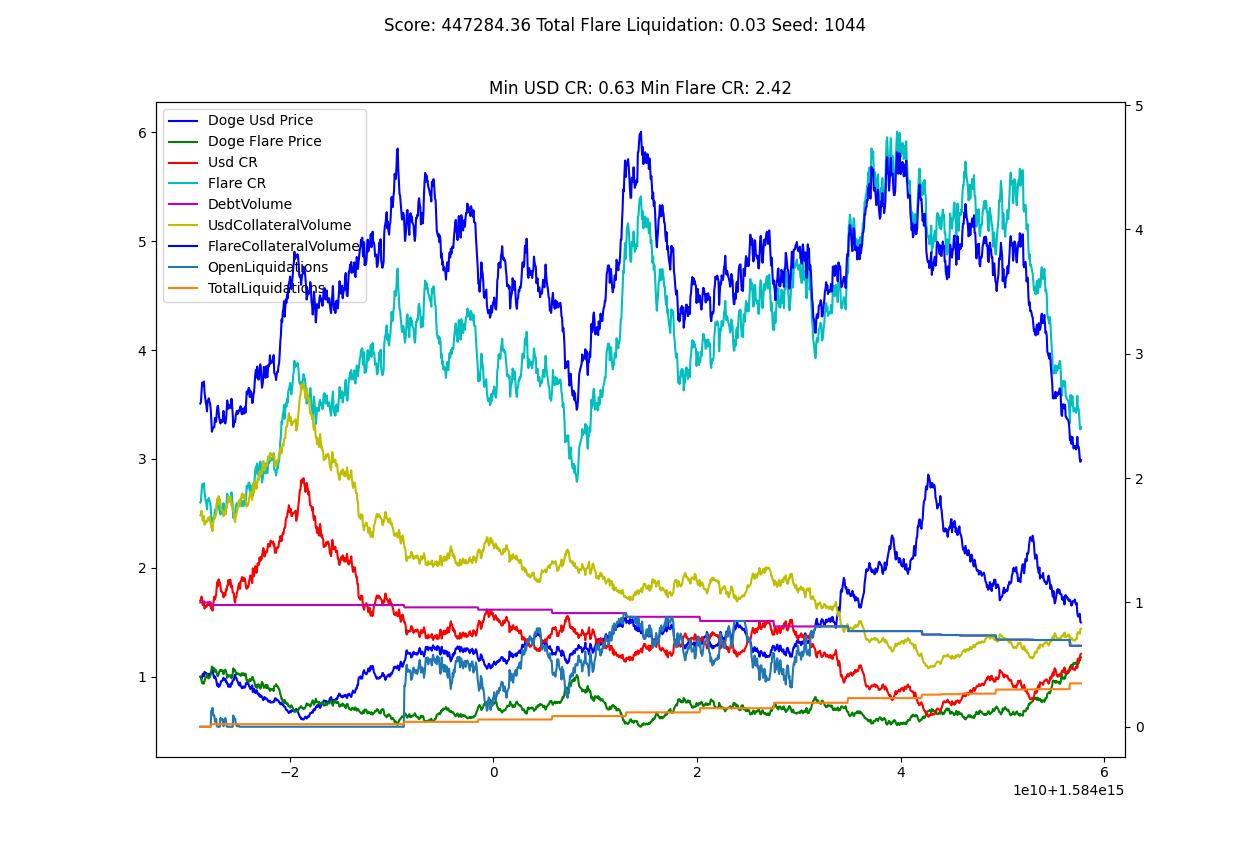 Score: 447284.36 Total Flare Liquidation: 0.03 Seed: 1044
Min USD CR: 0.63 Min Flare CR: 2.42
Doge Usd Price
Doge Flare Price
Usd CR
Flare CR
DebtVolume
UsdCollateralVolume
FlareCollateralVolume
OpenLiquidations
TotalLiquidations
6
5
4
3
2
1
5
4
3
2
1
0
−2
0
2
4
6
1e10+1.584e15